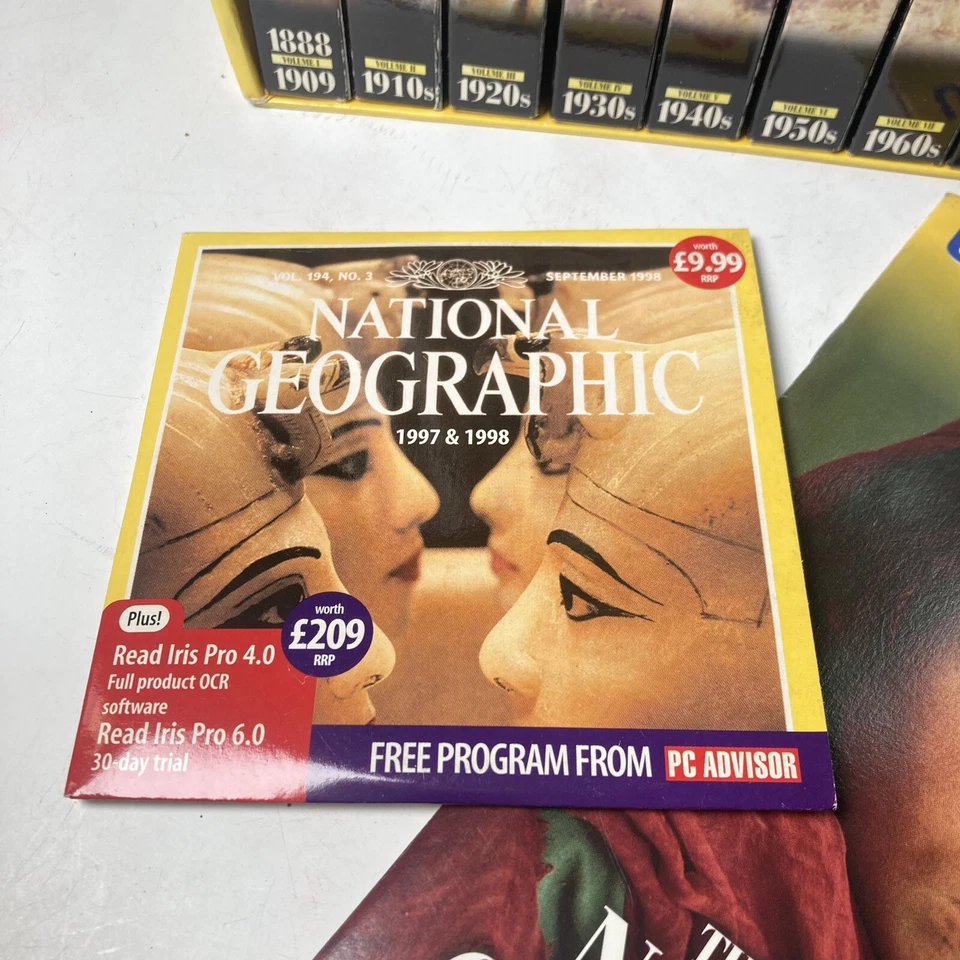 1888
VOLUME I
1909
VOLUME II
1910s
VOLUME III
1920s
VOLUME IV
1930s
VOLUME V
1940s
VOLUME VI
1950s
VOLUME VII
1960s
VOL. 194, NO. 3
SEPTEMBER 1998
worth
£9.99
RRP
NATIONAL
GEOGRAPHIC
1997 & 1998
Plus!
Read Iris Pro 4.0
Full product OCR
software
Read Iris Pro 6.0
30-day trial
worth
£209
RRP
FREE PROGRAM FROM PC ADVISOR